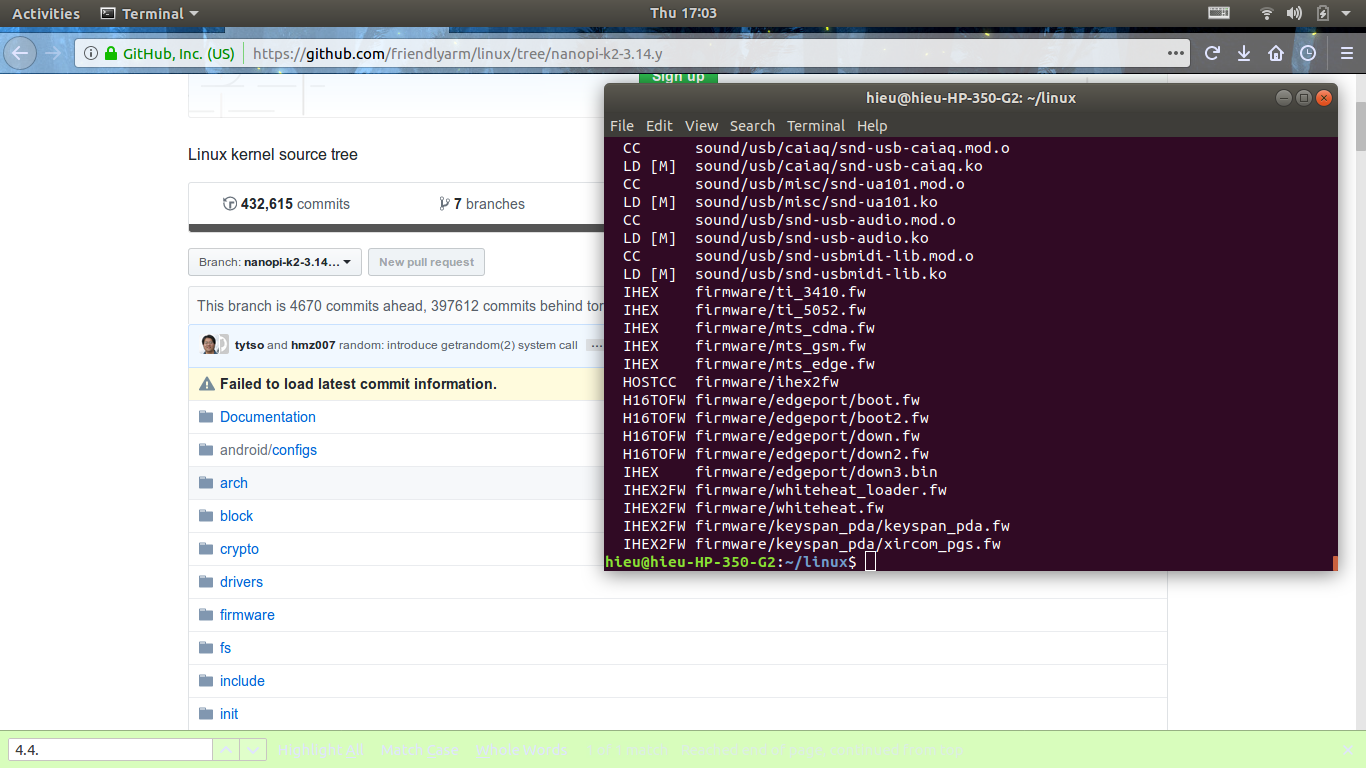 Activities Terminal Thu 17:03
GitHub, Inc. (US) https://github.com/friendlyarm/linux/tree/nanopi-k2-3.14.y
Sign up
Linux kernel source tree
432,615 commits 7 branches
Branch: nanopi-k2-3.14… New pull request
This branch is 4670 commits ahead, 397612 commits behind tor
tytso and hmz007 random: introduce getrandom(2) system call …
Failed to load latest commit information.
Documentation
android/configs
arch
block
crypto
drivers
firmware
fs
include
init
hieu@hieu-HP-350-G2: ~/linux
File Edit View Search Terminal Help
CC sound/usb/caiaq/snd-usb-caiaq.mod.o
LD [M] sound/usb/caiaq/snd-usb-caiaq.ko
CC sound/usb/misc/snd-ua101.mod.o
LD [M] sound/usb/misc/snd-ua101.ko
CC sound/usb/snd-usb-audio.mod.o
LD [M] sound/usb/snd-usb-audio.ko
CC sound/usb/snd-usbmidi-lib.mod.o
LD [M] sound/usb/snd-usbmidi-lib.ko
IHEX firmware/ti_3410.fw
IHEX firmware/ti_5052.fw
IHEX firmware/mts_cdma.fw
IHEX firmware/mts_gsm.fw
IHEX firmware/mts_edge.fw
HOSTCC firmware/ihex2fw
H16TOFW firmware/edgeport/boot.fw
H16TOFW firmware/edgeport/boot2.fw
H16TOFW firmware/edgeport/down.fw
H16TOFW firmware/edgeport/down2.fw
IHEX firmware/edgeport/down3.bin
IHEX2FW firmware/whiteheat_loader.fw
IHEX2FW firmware/whiteheat.fw
IHEX2FW firmware/keyspan_pda/keyspan_pda.fw
IHEX2FW firmware/keyspan_pda/xircom_pgs.fw
hieu@hieu-HP-350-G2:~/linux$
4.4. Highlight All Match Case Whole Words 1 of 1 match Reached end of page, continued from top